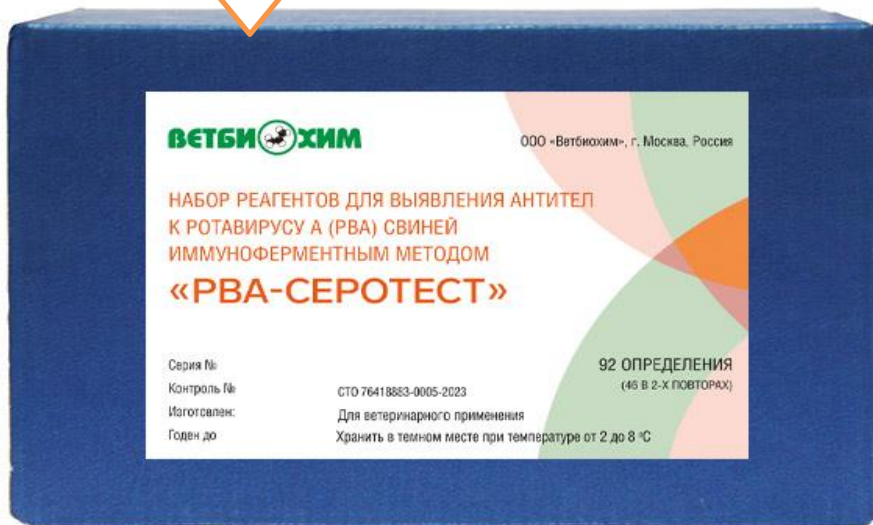 ВЕТБИОХИМ
ООО «Ветбиохим», г. Москва, Россия
НАБОР РЕАГЕНТОВ ДЛЯ ВЫЯВЛЕНИЯ АНТИТЕЛ
К РОТАВИРУСУ А (РВА) СВИНЕЙ
ИММУНОФЕРМЕНТНЫМ МЕТОДОМ
«РВА-СЕРОТЕСТ»
92 ОПРЕДЕЛЕНИЯ
(46 В 2-Х ПОВТОРАХ)
Серия №
Контроль №
СТО 76418883-0005-2023
Изготовлен:
Для ветеринарного применения
Годен до
Хранить в темном месте при температуре от 2 до 8 °С